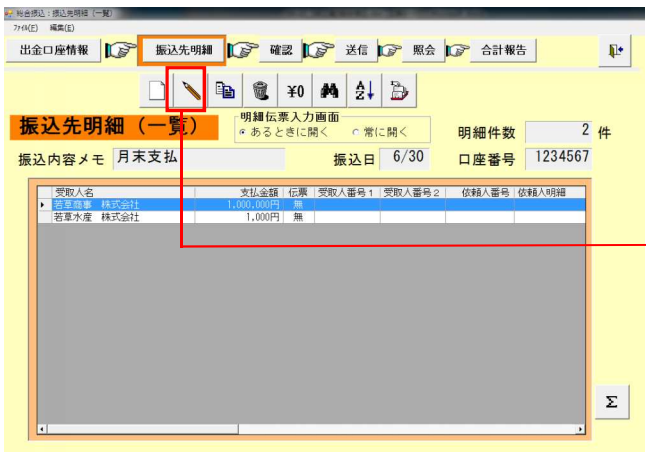 総合振込：振込先明細（一覧）
ﾌｧｲﾙ(F) 編集(E)
出金口座情報 振込先明細 確認 送信 照会 合計報告
¥0 A Z↓
振込先明細（一覧）
明細伝票入力画面
あるときに開く 常に開く
明細件数 2 件
振込内容メモ 月末支払 振込日 6/30 口座番号 1234567
受取人名 支払金額 伝票 受取人番号1 受取人番号2 依頼人番号 依頼人明細
若草商事 株式会社 1,000,000円 無
若草水産 株式会社 1,000円 無
Σ